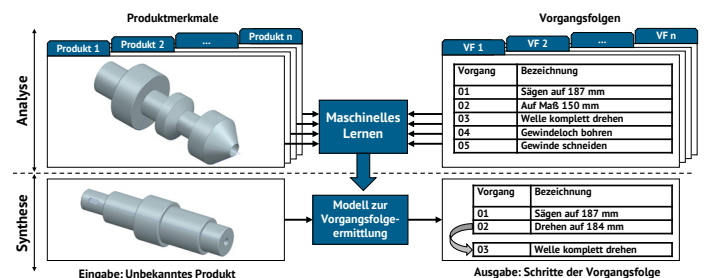 Produktmerkmale
Vorgangsfolgen
Produkt 1
Produkt 2
...
Produkt n
VF 1
VF 2
...
VF n
Analyse
Maschinelles
Lernen
Vorgang Bezeichnung
01 Sägen auf 187 mm
02 Auf Maß 150 mm
03 Welle komplett drehen
04 Gewindeloch bohren
05 Gewinde schneiden
Synthese
Modell zur
Vorgangsfolge-
ermittlung
Vorgang Bezeichnung
01 Sägen auf 187 mm
02 Drehen auf 184 mm
03 Welle komplett drehen
Eingabe: Unbekanntes Produkt
Ausgabe: Schritte der Vorgangsfolge